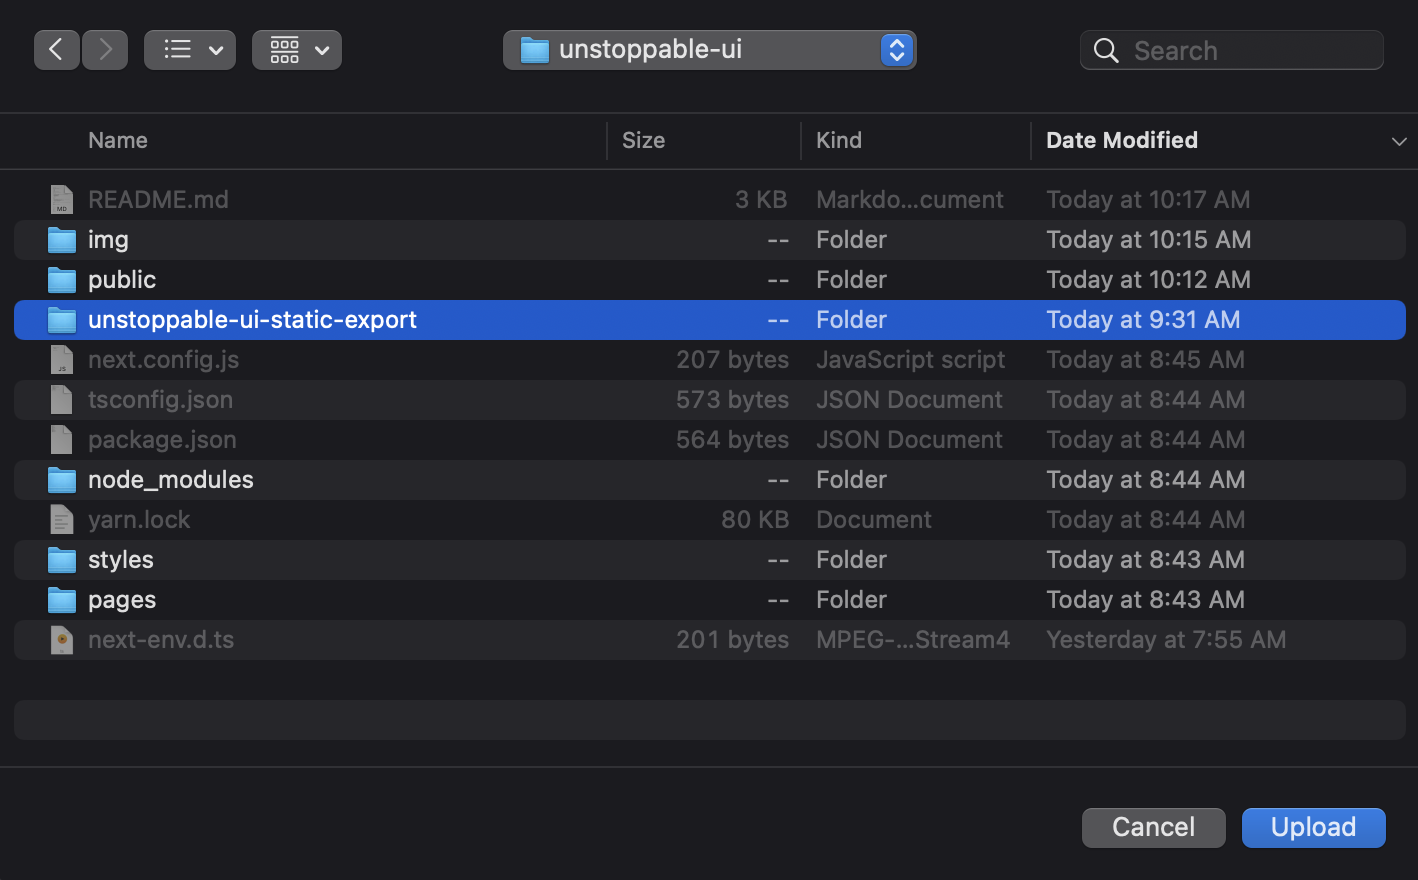 unstoppable-ui
Search
Name Size Kind Date Modified
README.md 3 KB Markdo...cument Today at 10:17 AM
img -- Folder Today at 10:15 AM
public -- Folder Today at 10:12 AM
unstoppable-ui-static-export -- Folder Today at 9:31 AM
next.config.js 207 bytes JavaScript script Today at 8:45 AM
tsconfig.json 573 bytes JSON Document Today at 8:44 AM
package.json 564 bytes JSON Document Today at 8:44 AM
node_modules -- Folder Today at 8:44 AM
yarn.lock 80 KB Document Today at 8:44 AM
styles -- Folder Today at 8:43 AM
pages -- Folder Today at 8:43 AM
next-env.d.ts 201 bytes MPEG-...Stream4 Yesterday at 7:55 AM
Cancel Upload